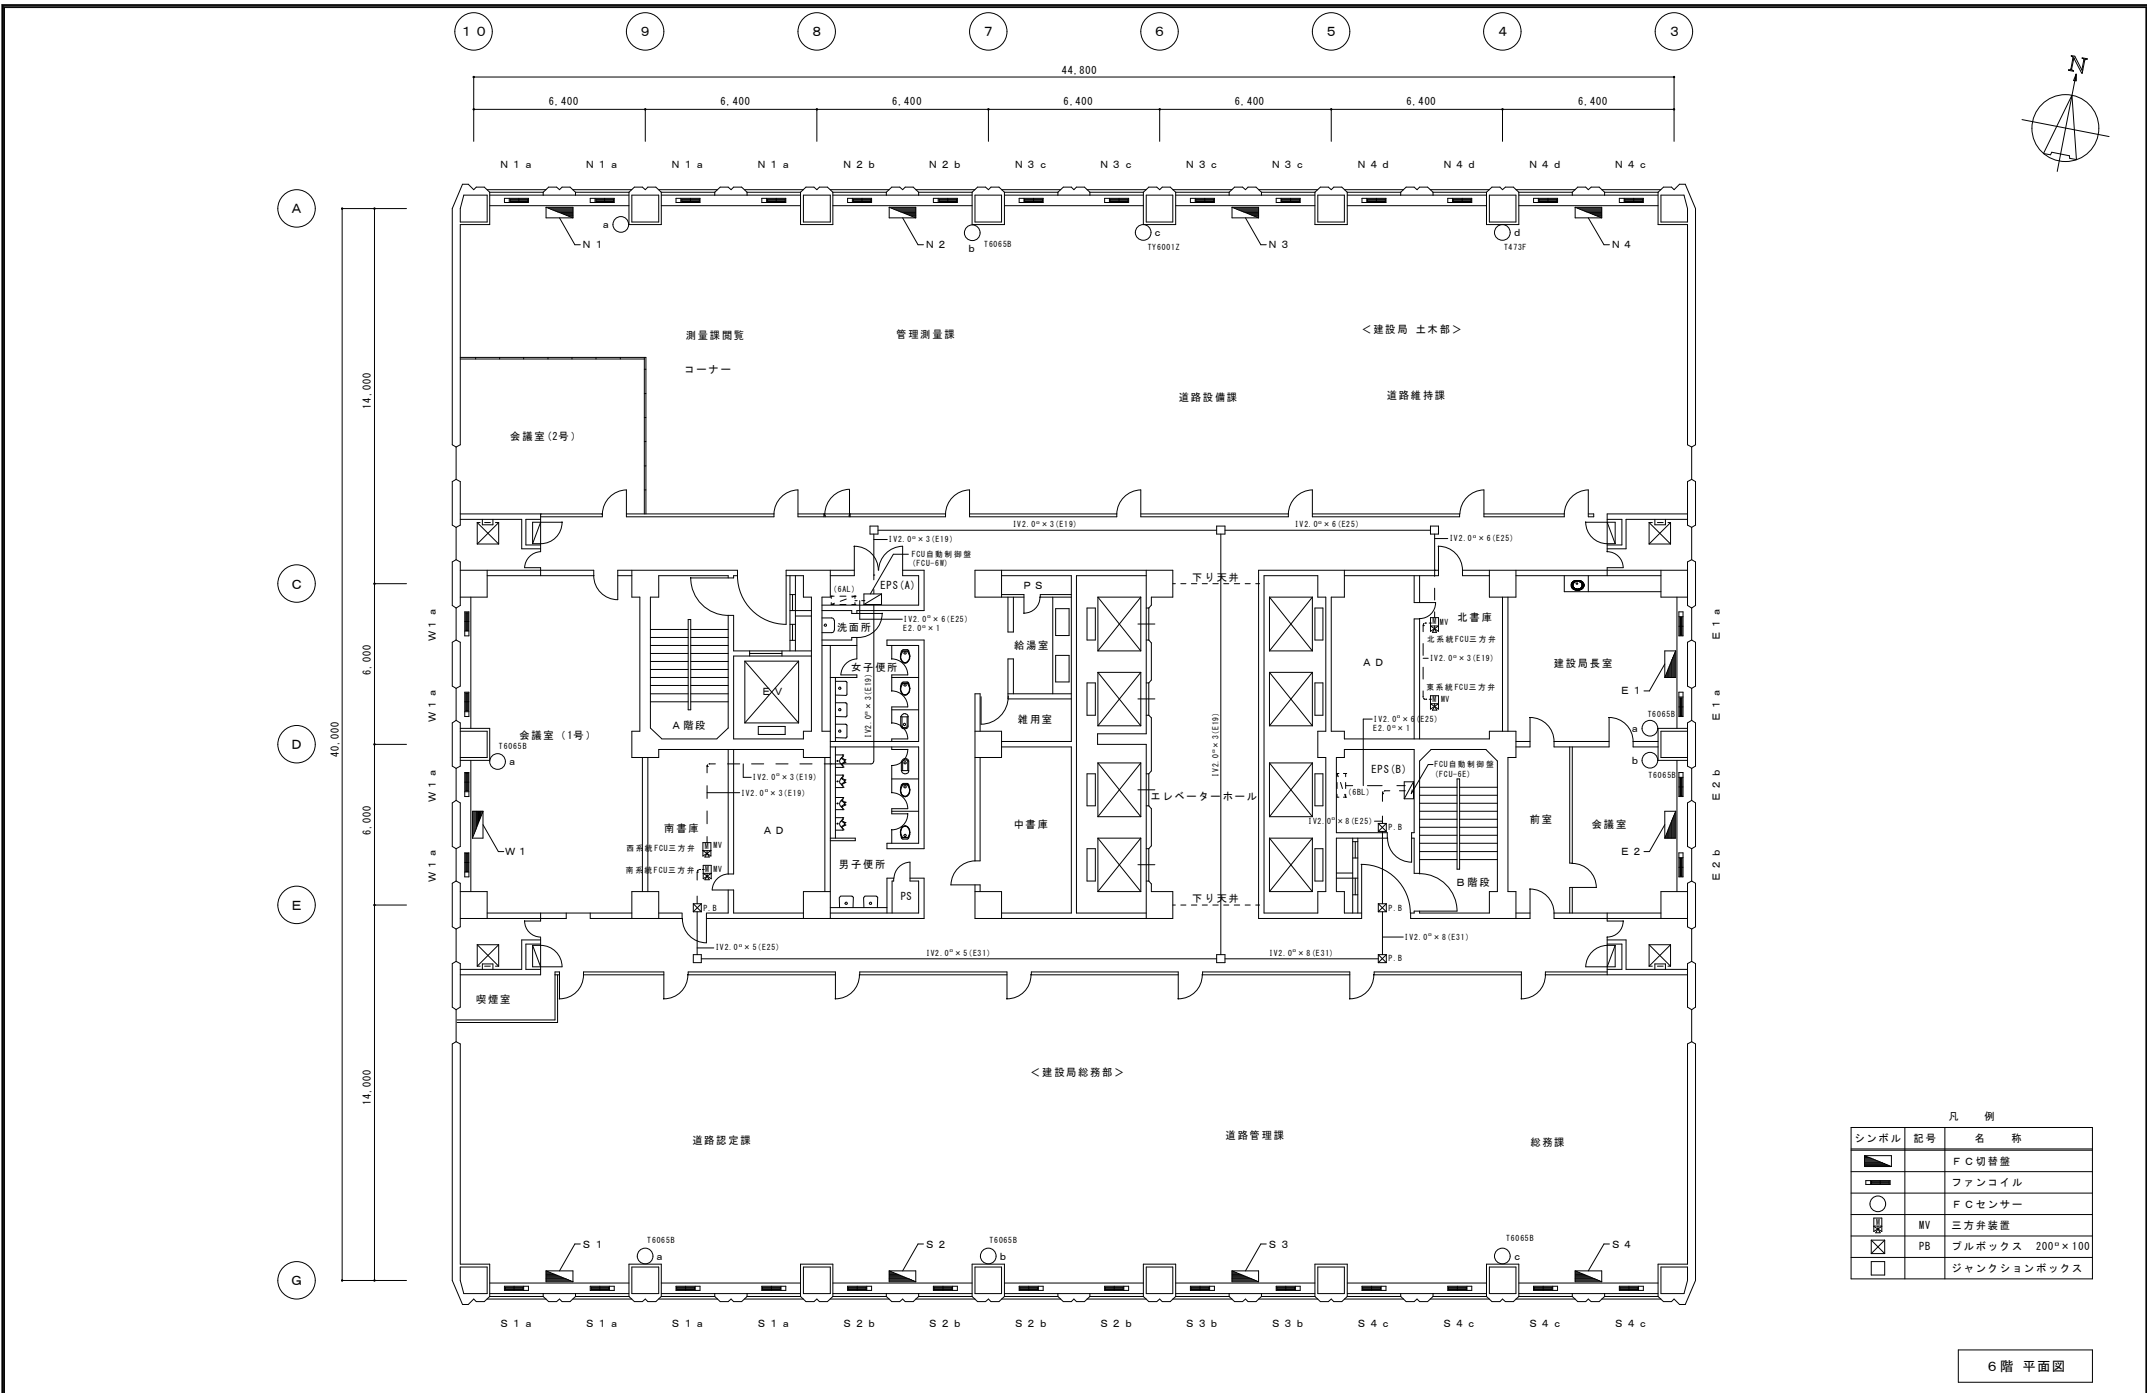 10 9 8 7 6 5 4 3
N
44,800
6,400 6,400 6,400 6,400 6,400 6,400 6,400
N1a N1a N1a N1a N2b N2b N3c N3c N3c N3c N4d N4d N4d N4c
A
a
N1
N2
b
T6065B
c
TY6001Z
N3
d
T473F
N4
測量課閲覧
コーナー
管理測量課
<建設局 土木部>
道路設備課
道路維持課
14,000
会議室(2号)
IV2.0°×3(E19)
IV2.0°×6(E25)
IV2.0°×3(E19)
IV2.0°×6(E25)
FCU自動制御盤
(FCU-6W)
C
(6AL)
EPS(A)
PS
下り天井
IV2.0°×6(E25)
E2.0°×1
洗面所
W1a
給湯室
北書庫
MV
北系統FCU三方弁
E1a
6,000
女子便所
EV
IV2.0°×3(E19)
AD
IV2.0°×3(E19)
建設局長室
東系統FCU三方弁
MV
E1
W1a
E1a
A階段
雑用室
IV2.0°×6(E25)
E2.0°×1
T6065B
a
D
40,000
会議室(1号)
T6065B
a
b
T6065B
IV2.0°×3(E19)
IV2.0°×3(E19)
IV2.0°×3(E19)
EPS(B)
FCU自動制御盤
(FCU-6E)
(6BL)
W1a
E2b
エレベーターホール
6,000
南書庫
AD
中書庫
IV2.0°×8(E25)
P.B
前室
会議室
W1
西系統FCU三方弁
MV
南系統FCU三方弁
MV
男子便所
E2
W1a
E2b
B階段
PS
下り天井
E
P.B
P.B
IV2.0°×5(E25)
IV2.0°×5(E31)
IV2.0°×8(E31)
IV2.0°×8(E31)
P.B
喫煙室
<建設局総務部>
14,000
道路認定課
道路管理課
総務課
S1
T6065B
a
S2
T6065B
b
S3
T6065B
c
S4
G
S1a S1a S1a S1a S2b S2b S2b S2b S3b S3b S4c S4c S4c S4c
凡 例
シンボル 記号 名 称
FC切替盤
ファンコイル
FCセンサー
MV 三方弁装置
PB プルボックス 200°×100
ジャンクションボックス
6階 平面図